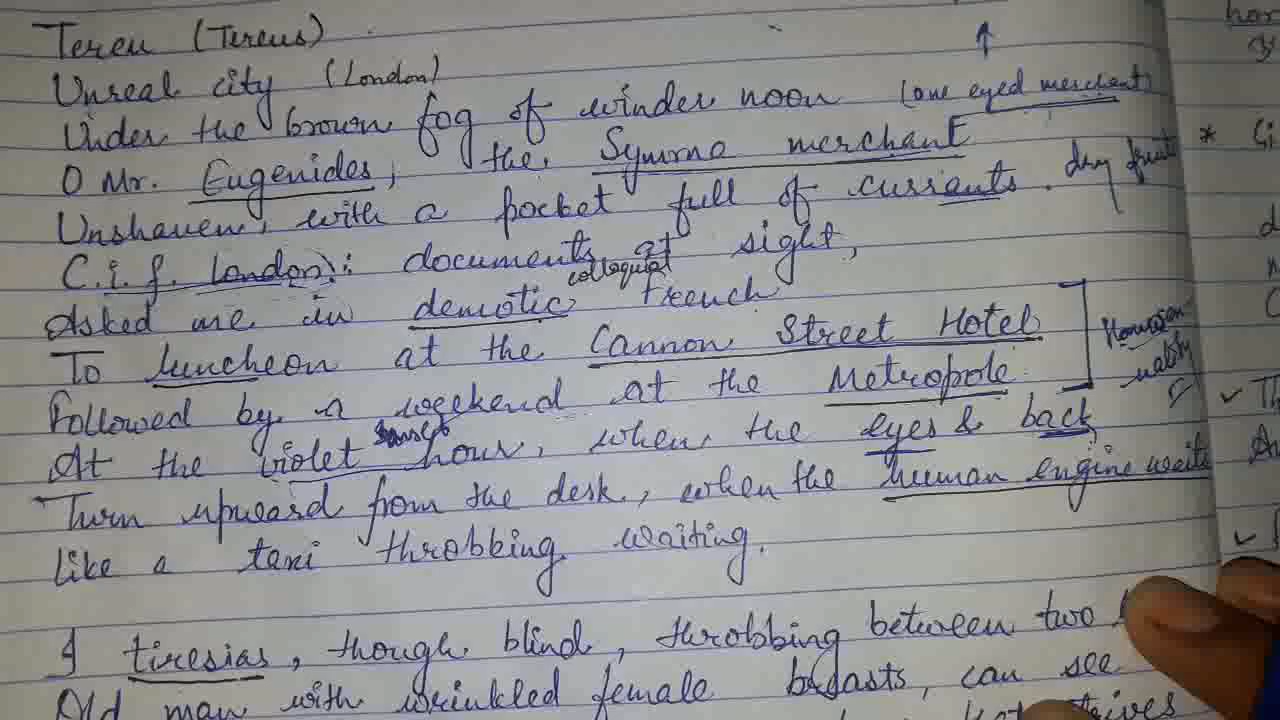 Tereu (Tereus)
Unreal city (London)
Under the brown fog of winder noon (one eyed merchant)
O Mr. Eugenides, the Symrna merchant
Unshaven, with a pocket full of currants. dry fruits
C.i.f. london): documents at sight,
colloquial
Asked me in demotic french
To luncheon at the Cannon Street Hotel
Followed by a weekend at the Metropole.
At the violet hour, when the eyes & back
Turn upward from the desk, when the human engine waits
like a taxi throbbing waiting.
I tiresias, though blind, throbbing between two
Old man with wrinkled female breasts, can see